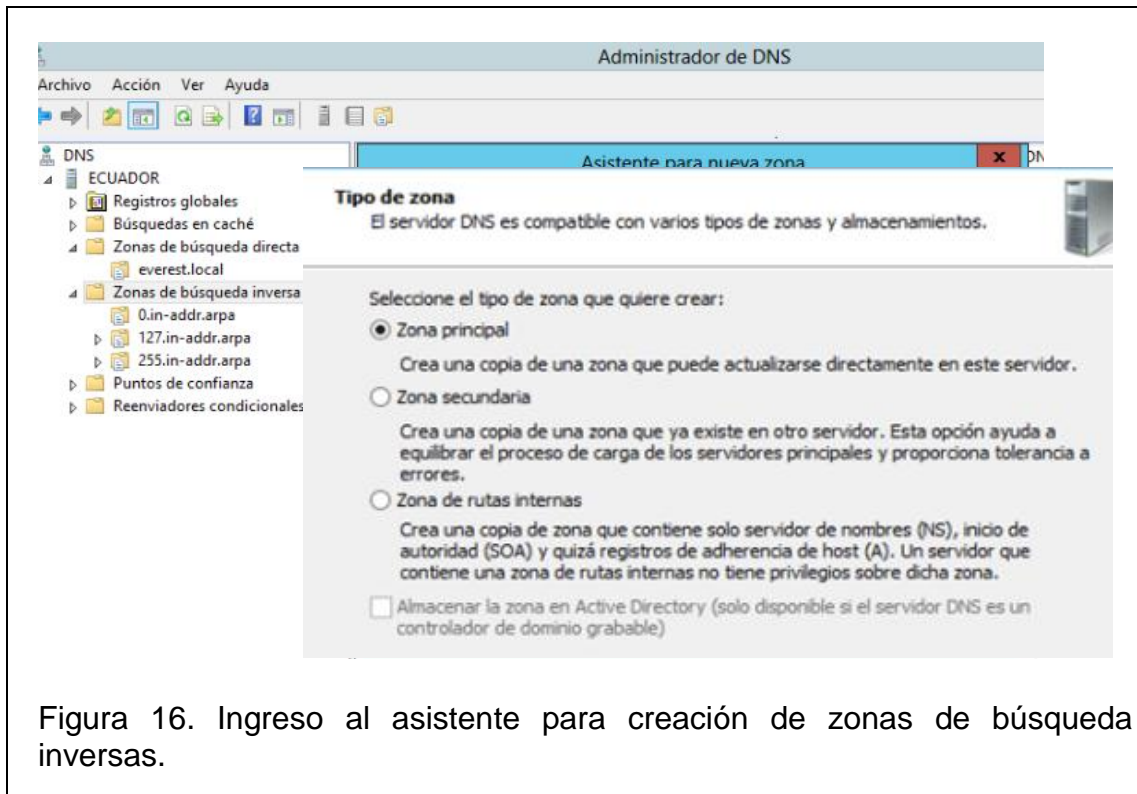 Administrador de DNS
Archivo Acción Ver Ayuda
DNS
ECUADOR
Registros globales
Búsquedas en caché
Zonas de búsqueda directa
everest.local
Zonas de búsqueda inversa
0.in-addr.arpa
127.in-addr.arpa
255.in-addr.arpa
Puntos de confianza
Reenviadores condicionales
Asistente para nueva zona
Tipo de zona
El servidor DNS es compatible con varios tipos de zonas y almacenamientos.
Seleccione el tipo de zona que quiere crear:
Zona principal
Crea una copia de una zona que puede actualizarse directamente en este servidor.
Zona secundaria
Crea una copia de una zona que ya existe en otro servidor. Esta opción ayuda a
equilibrar el proceso de carga de los servidores principales y proporciona tolerancia a
errores.
Zona de rutas internas
Crea una copia de zona que contiene solo servidor de nombres (NS), inicio de
autoridad (SOA) y quizá registros de adherencia de host (A). Un servidor que
contiene una zona de rutas internas no tiene privilegios sobre dicha zona.
Almacenar la zona en Active Directory (solo disponible si el servidor DNS es un
controlador de dominio grabable)
Figura 16. Ingreso al asistente para creación de zonas de búsqueda
inversas.